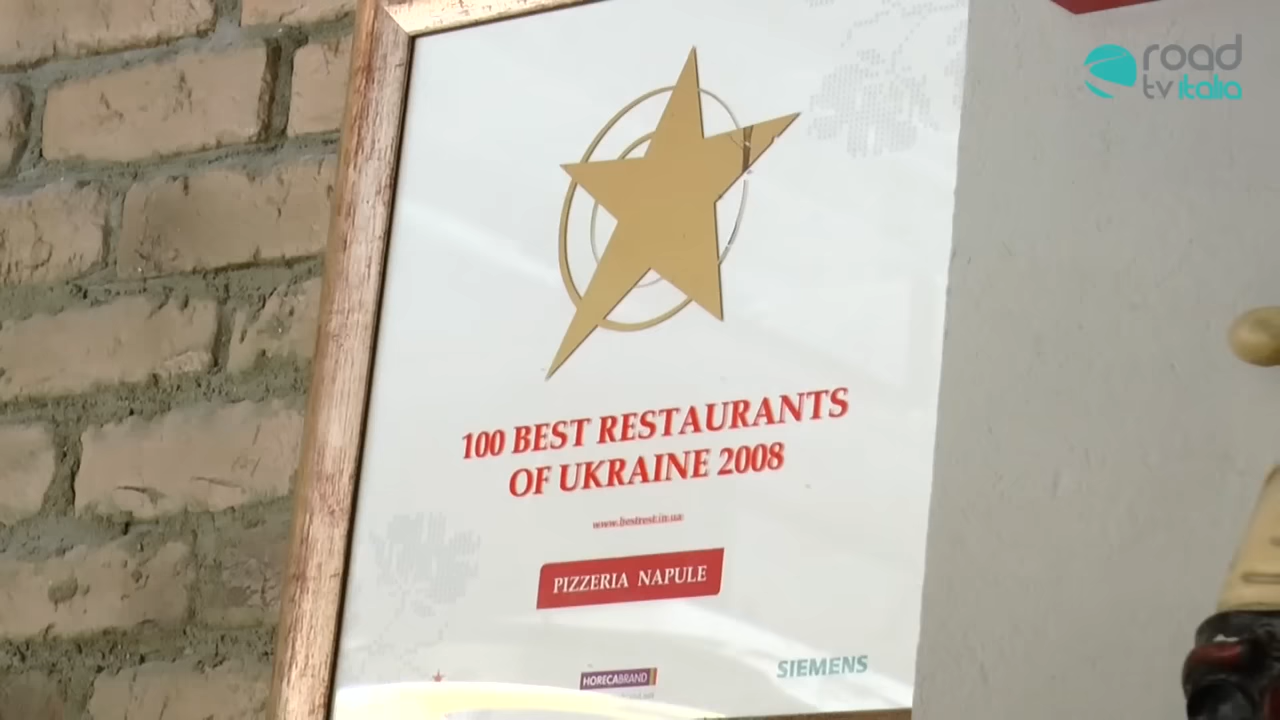 road
tv italia
100 BEST RESTAURANTS
OF UKRAINE 2008
www.bestrest.in.ua
PIZZERIA NAPULE
HORECABRAND
SIEMENS